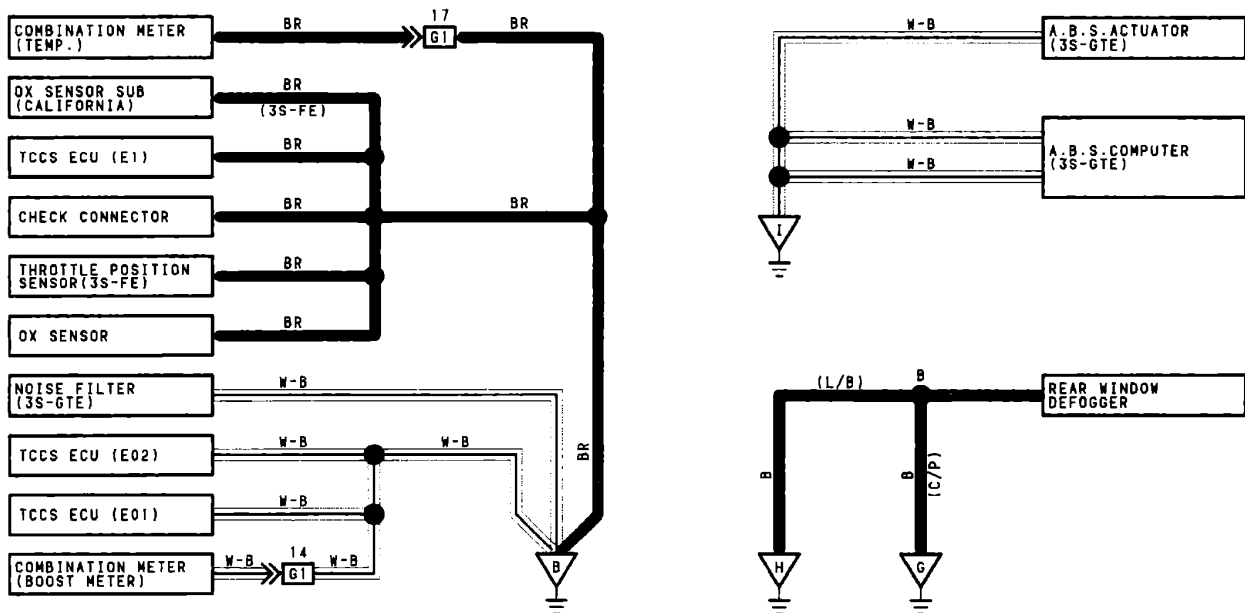 COMBINATION METER
(TEMP.)
BR
17
G1
BR
OX SENSOR SUB
(CALIFORNIA)
BR
(3S-FE)
TCCS ECU (E1)
BR
CHECK CONNECTOR
BR
BR
THROTTLE POSITION
SENSOR(3S-FE)
BR
OX SENSOR
BR
NOISE FILTER
(3S-GTE)
W-B
TCCS ECU (E02)
W-B
W-B
BR
TCCS ECU (E01)
W-B
COMBINATION METER
(BOOST METER)
W-B
14
G1
W-B
B
W-B
A.B.S.ACTUATOR
(3S-GTE)
W-B
W-B
A.B.S.COMPUTER
(3S-GTE)
I
(L/B)
B
REAR WINDOW
DEFOGGER
B
B
(C/P)
H
G